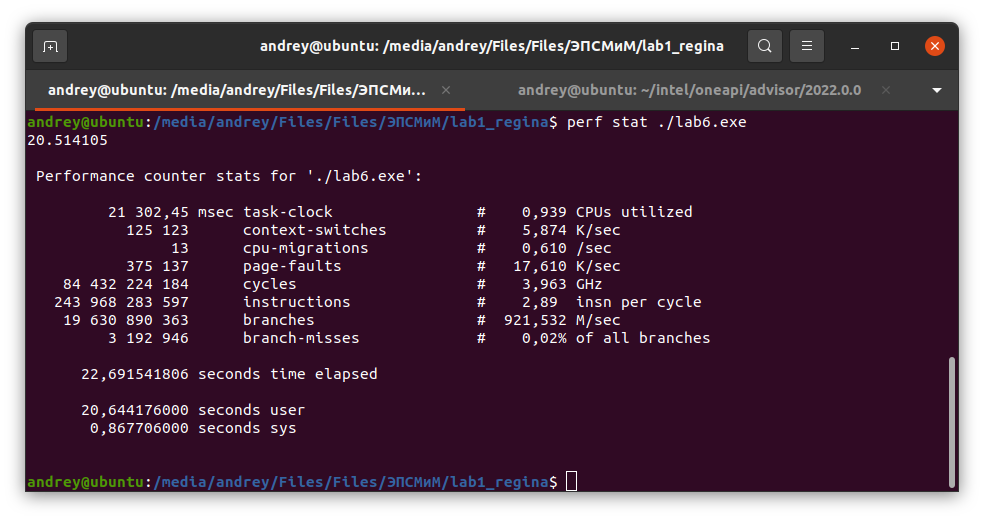 andrey@ubuntu: /media/andrey/Files/Files/ЭПСМиМ/lab1_regina
andrey@ubuntu: /media/andrey/Files/Files/ЭПСМи...
andrey@ubuntu: ~/intel/oneapi/advisor/2022.0.0
andrey@ubuntu:/media/andrey/Files/Files/ЭПСМиМ/lab1_regina$ perf stat ./lab6.exe
20.514105
Performance counter stats for './lab6.exe':
21 302,45 msec task-clock # 0,939 CPUs utilized
125 123 context-switches # 5,874 K/sec
13 cpu-migrations # 0,610 /sec
375 137 page-faults # 17,610 K/sec
84 432 224 184 cycles # 3,963 GHz
243 968 283 597 instructions # 2,89 insn per cycle
19 630 890 363 branches # 921,532 M/sec
3 192 946 branch-misses # 0,02% of all branches
22,691541806 seconds time elapsed
20,644176000 seconds user
0,867706000 seconds sys
andrey@ubuntu:/media/andrey/Files/Files/ЭПСМиМ/lab1_regina$